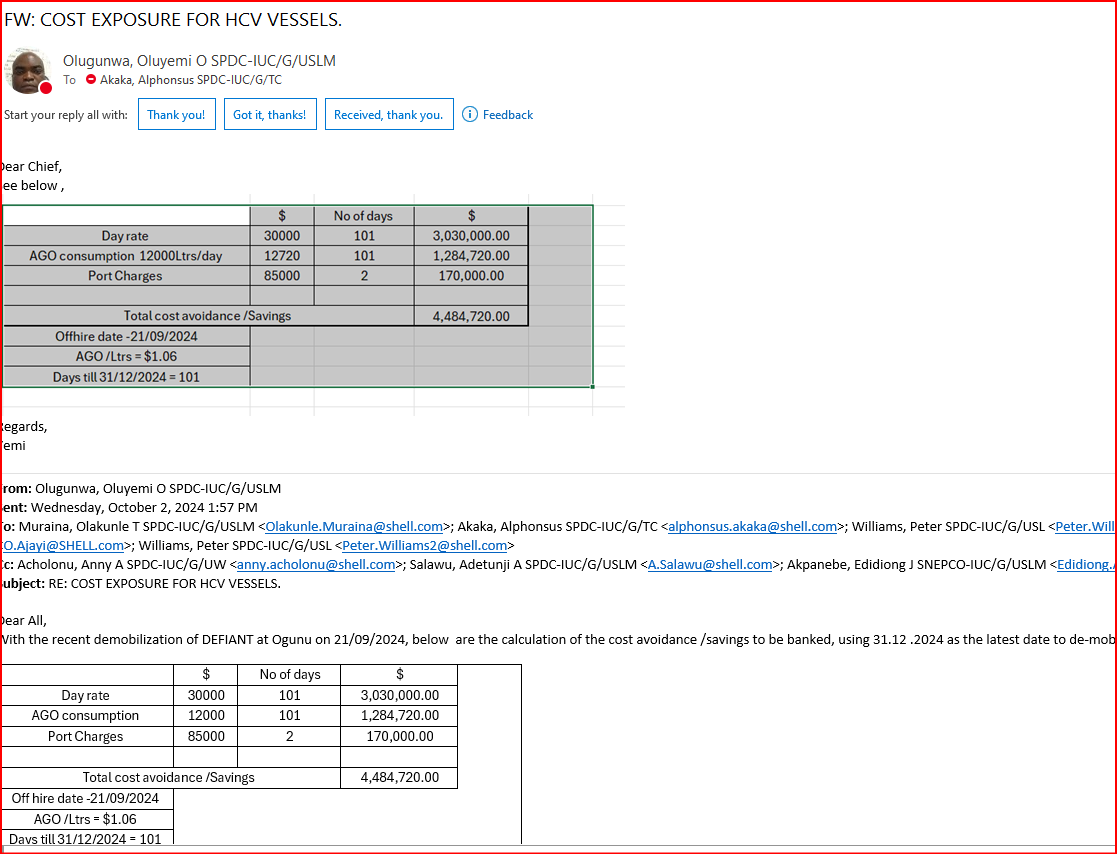 FW: COST EXPOSURE FOR HCV VESSELS.
Olugunwa, Oluyemi O SPDC-IUC/G/USLM
To Akaka, Alphonsus SPDC-IUC/G/TC
Start your reply all with: Thank you! Got it, thanks! Received, thank you. Feedback
ear Chief,
ee below ,
$ No of days $
Day rate 30000 101 3,030,000.00
AGO consumption 12000Ltrs/day 12720 101 1,284,720.00
Port Charges 85000 2 170,000.00
Total cost avoidance /Savings 4,484,720.00
Offhire date -21/09/2024
AGO /Ltrs = $1.06
Days till 31/12/2024 = 101
egards,
emi
rom: Olugunwa, Oluyemi O SPDC-IUC/G/USLM
ent: Wednesday, October 2, 2024 1:57 PM
o: Muraina, Olakunle T SPDC-IUC/G/USLM <Olakunle.Muraina@shell.com>; Akaka, Alphonsus SPDC-IUC/G/TC <alphonsus.akaka@shell.com>; Williams, Peter SPDC-IUC/G/USL <Peter.Will
O.Ajayi@SHELL.com>; Williams, Peter SPDC-IUC/G/USL <Peter.Williams2@shell.com>
c: Acholonu, Anny A SPDC-IUC/G/UW <anny.acholonu@shell.com>; Salawu, Adetunji A SPDC-IUC/G/USLM <A.Salawu@shell.com>; Akpanebe, Edidiong J SNEPCO-IUC/G/USLM <Edidiong.
ubject: RE: COST EXPOSURE FOR HCV VESSELS.
ear All,
With the recent demobilization of DEFIANT at Ogunu on 21/09/2024, below are the calculation of the cost avoidance /savings to be banked, using 31.12 .2024 as the latest date to de-mob
$ No of days $
Day rate 30000 101 3,030,000.00
AGO consumption 12000 101 1,284,720.00
Port Charges 85000 2 170,000.00
Total cost avoidance /Savings 4,484,720.00
Off hire date -21/09/2024
AGO /Ltrs = $1.06
Days till 31/12/2024 = 101